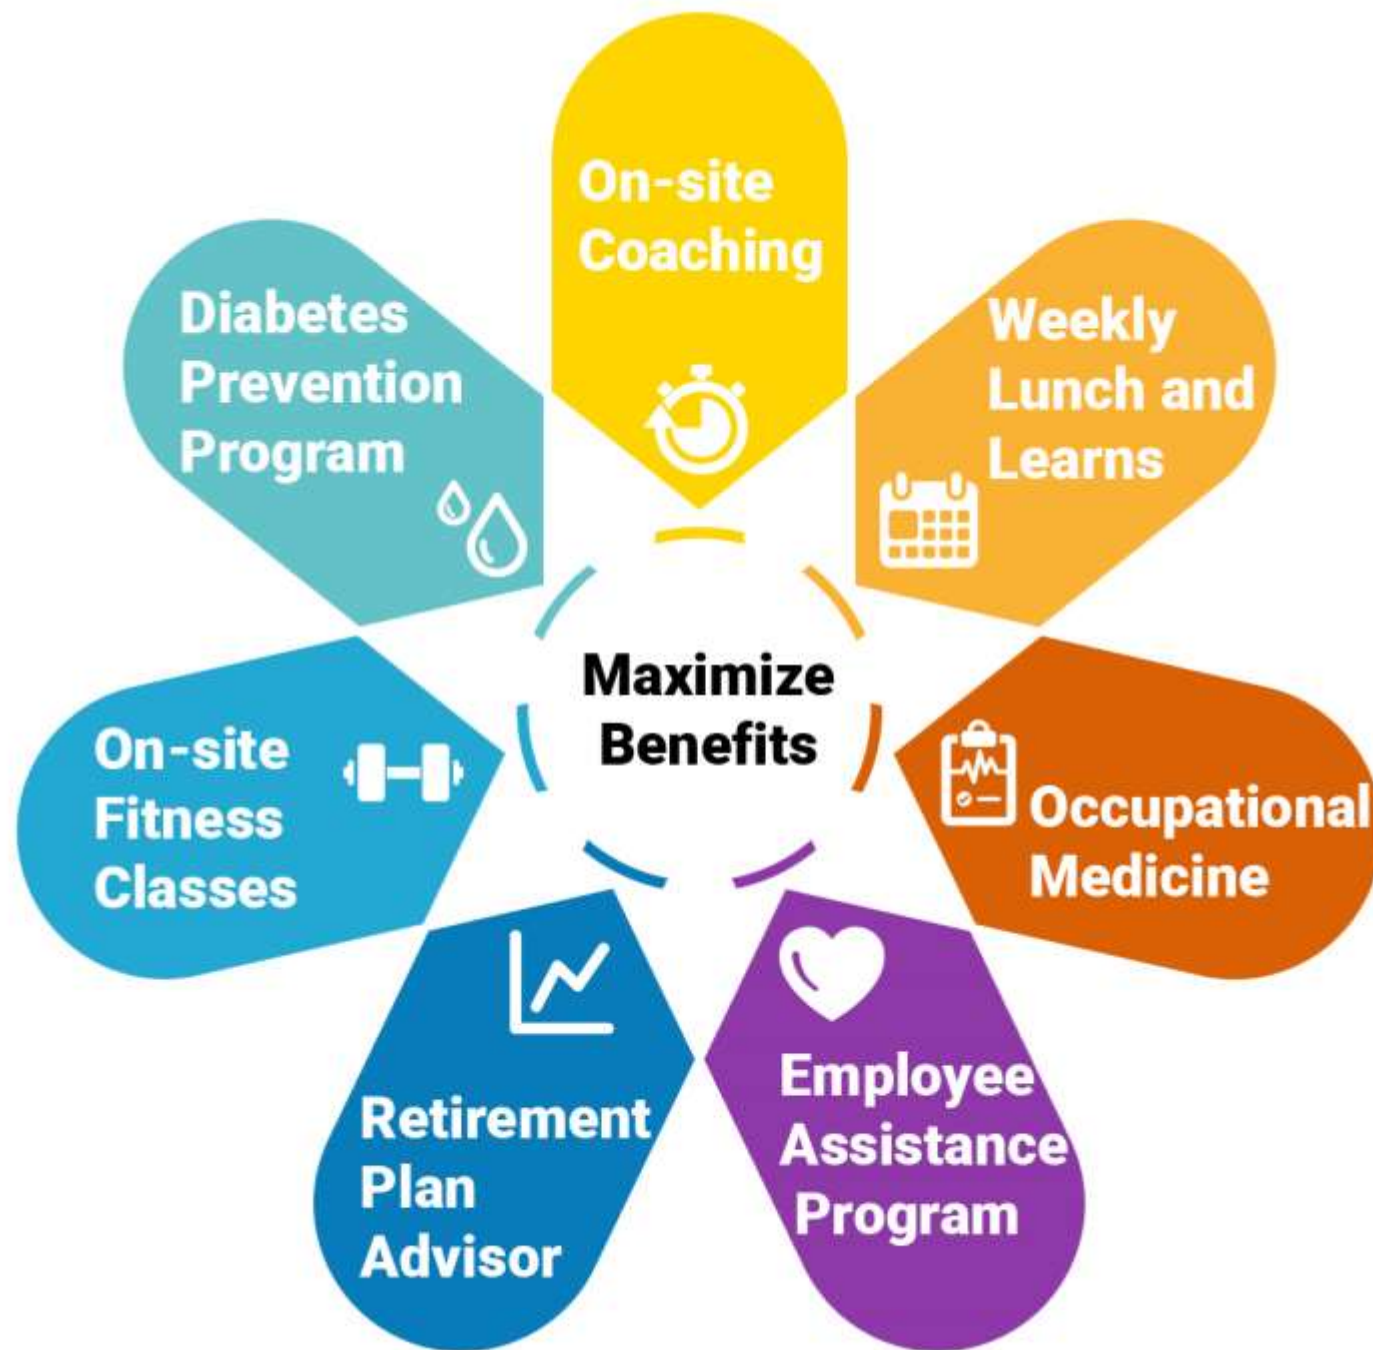 On-site
Coaching
Weekly
Lunch and
Learns
Occupational
Medicine
Employee
Assistance
Program
Retirement
Plan
Advisor
On-site
Fitness
Classes
Diabetes
Prevention
Program
Maximize
Benefits